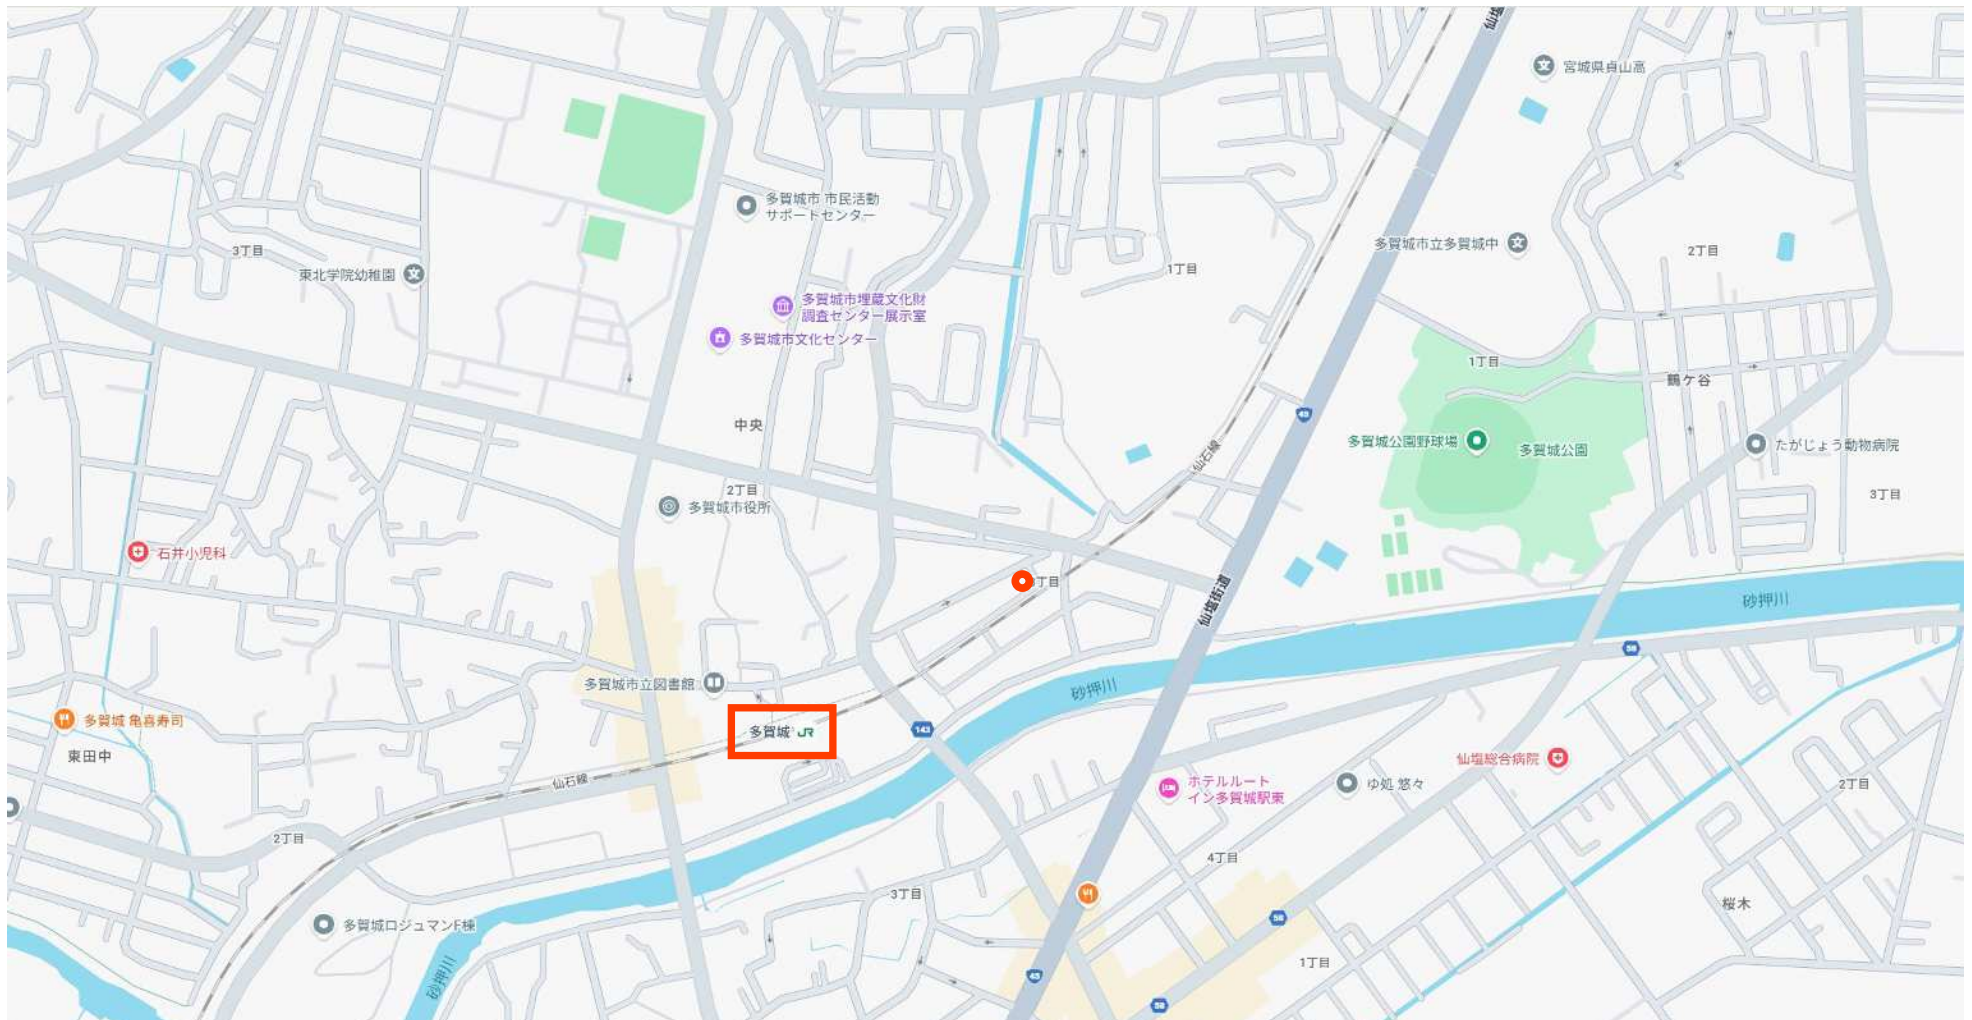 仙塩
宮城県貞山高
多賀城市 市民活動
サポートセンター
3丁目
東北学院幼稚園
多賀城市立多賀城中
2丁目
1丁目
多賀城市埋蔵文化財
調査センター展示室
多賀城市文化センター
1丁目
鶴ケ谷
45
中央
多賀城公園野球場
多賀城公園
たがじょう動物病院
仙石線
2丁目
多賀城市役所
3丁目
石井小児科
丁目
仙塩街道
砂押川
56
多賀城市立図書館
砂押川
多賀城 亀喜寿司
多賀城 JR
143
東田中
仙石線
仙塩総合病院
ホテルルート
イン多賀城駅東
ゆ処 悠々
2丁目
2丁目
4丁目
3丁目
桜木
56
多賀城ロジュマンF棟
1丁目
砂押川
45
56